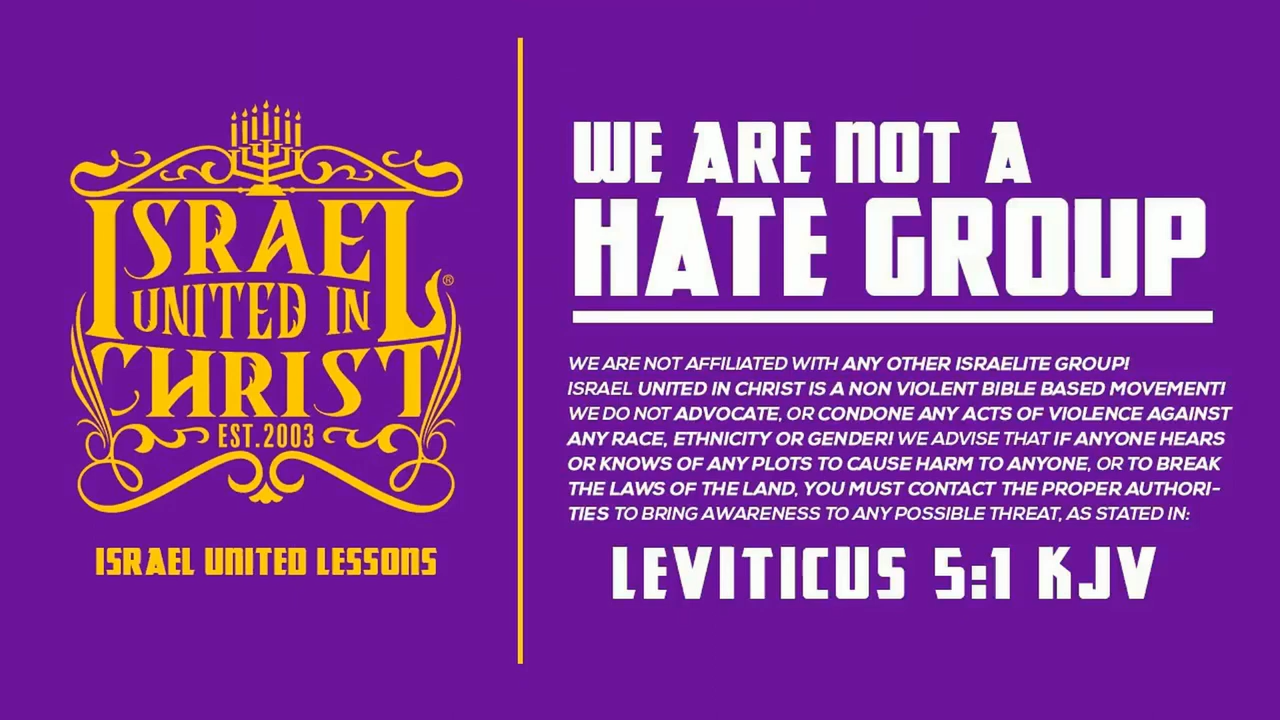 ISRAEL
UNITED IN
CHRIST
EST.2003
®
ISRAEL UNITED LESSONS
WE ARE NOT A
HATE GROUP
WE ARE NOT AFFILIATED WITH ANY OTHER ISRAELITE GROUP!
ISRAEL UNITED IN CHRIST IS A NON VIOLENT BIBLE BASED MOVEMENT!
WE DO NOT ADVOCATE, OR CONDONE ANY ACTS OF VIOLENCE AGAINST
ANY RACE, ETHNICITY OR GENDER! WE ADVISE THAT IF ANYONE HEARS
OR KNOWS OF ANY PLOTS TO CAUSE HARM TO ANYONE, OR TO BREAK
THE LAWS OF THE LAND, YOU MUST CONTACT THE PROPER AUTHORI-
TIES TO BRING AWARENESS TO ANY POSSIBLE THREAT, AS STATED IN:
LEVITICUS 5:1 KJV